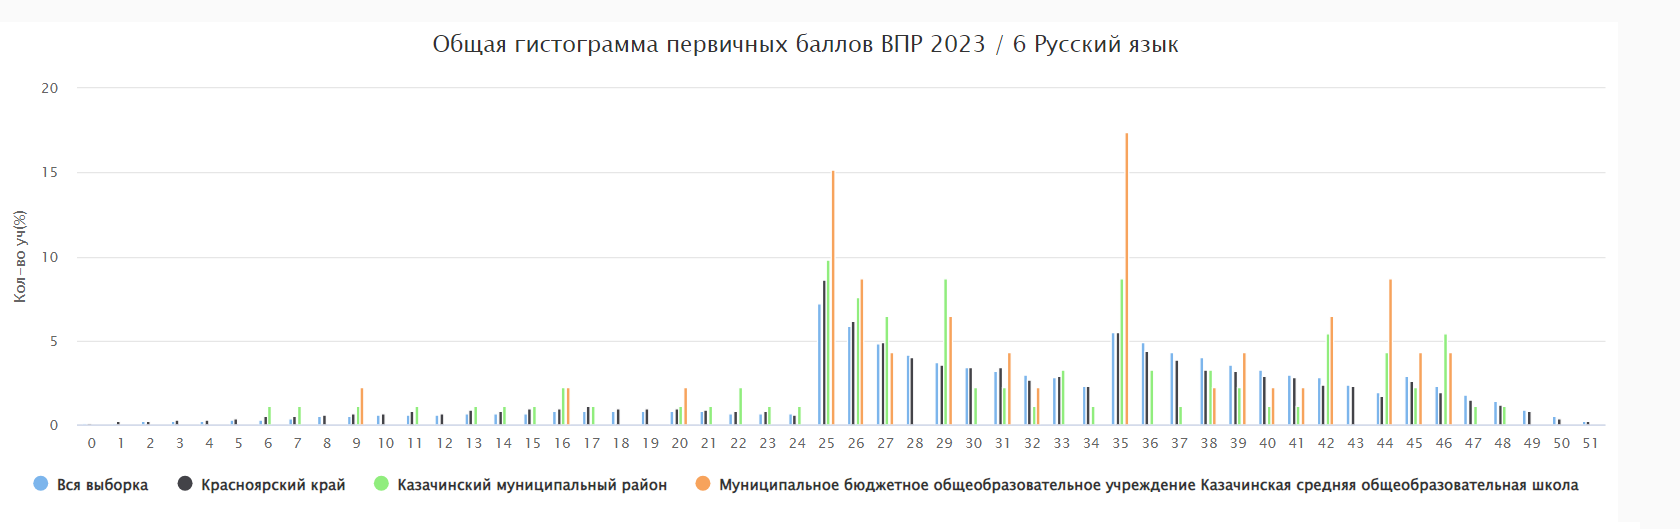 Общая гистограмма первичных баллов ВПР 2023 / 6 Русский язык
Кол-во уч(%)
20
15
10
5
0
0 1 2 3 4 5 6 7 8 9 10 11 12 13 14 15 16 17 18 19 20 21 22 23 24 25 26 27 28 29 30 31 32 33 34 35 36 37 38 39 40 41 42 43 44 45 46 47 48 49 50 51
Вся выборка Красноярский край Казачинский муниципальный район Муниципальное бюджетное общеобразовательное учреждение Казачинская средняя общеобразовательная школа